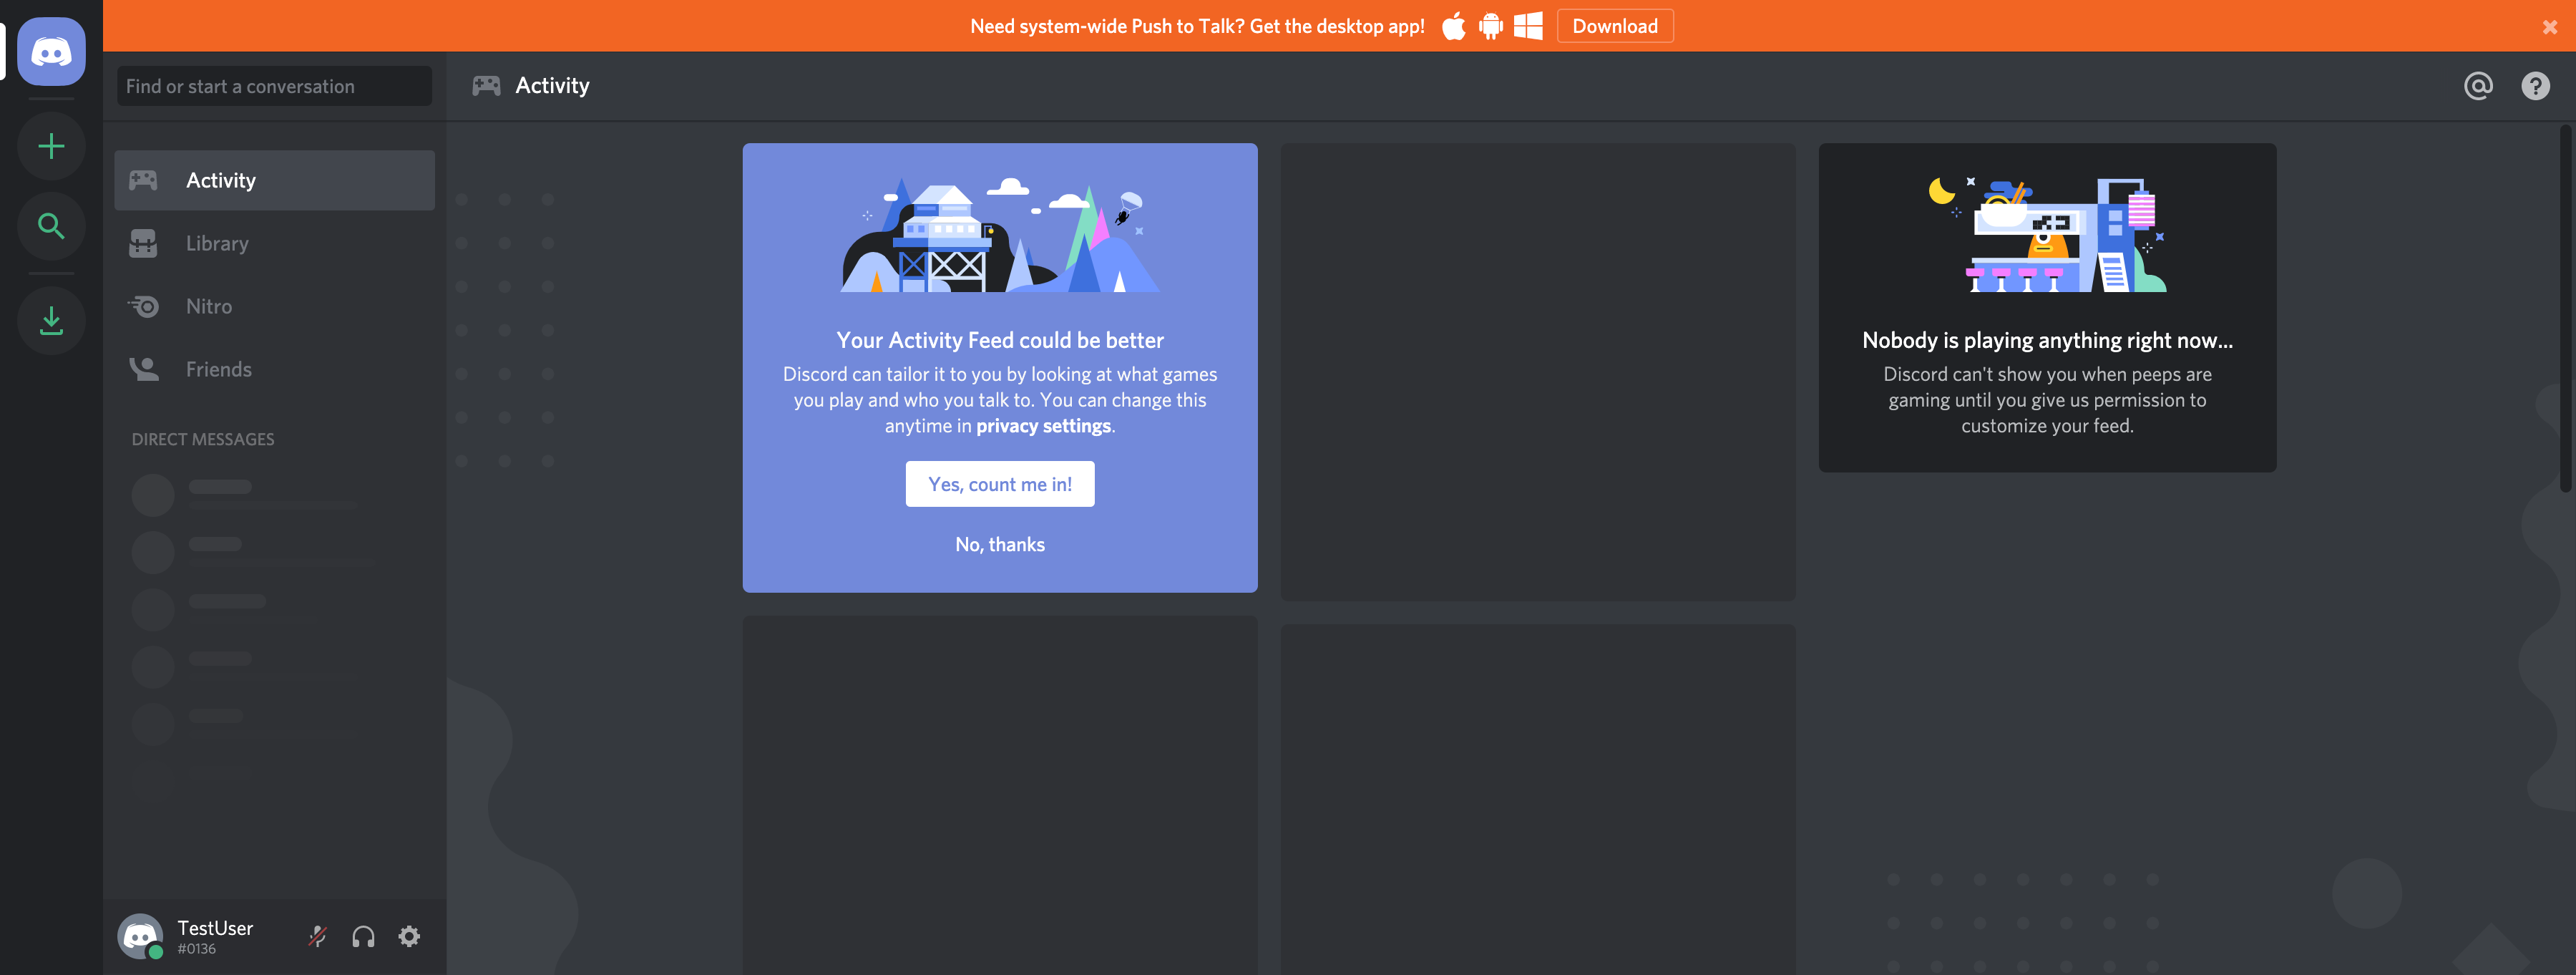 Need system-wide Push to Talk? Get the desktop app!
Download
Find or start a conversation
Activity
Library
Nitro
Friends
DIRECT MESSAGES
TestUser
#0136
Activity
Your Activity Feed could be better
Discord can tailor it to you by looking at what games
you play and who you talk to. You can change this
anytime in privacy settings.
Yes, count me in!
No, thanks
Nobody is playing anything right now...
Discord can't show you when peeps are
gaming until you give us permission to
customize your feed.